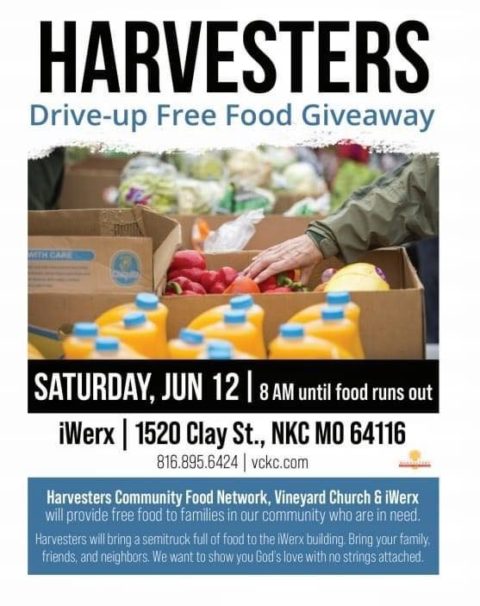 HARVESTERS
Drive-up Free Food Giveaway
WITH CARE
SATURDAY, JUN 12 | 8 AM until food runs out
iWerx | 1520 Clay St., NKC MO 64116
816.895.6424 | vckc.com
Harvesters Community Food Network, Vineyard Church & iWerx
will provide free food to families in our community who are in need.
Harvesters will bring a semitruck full of food to the iWerx building. Bring your family,
friends, and neighbors. We want to show you God's love with no strings attached.